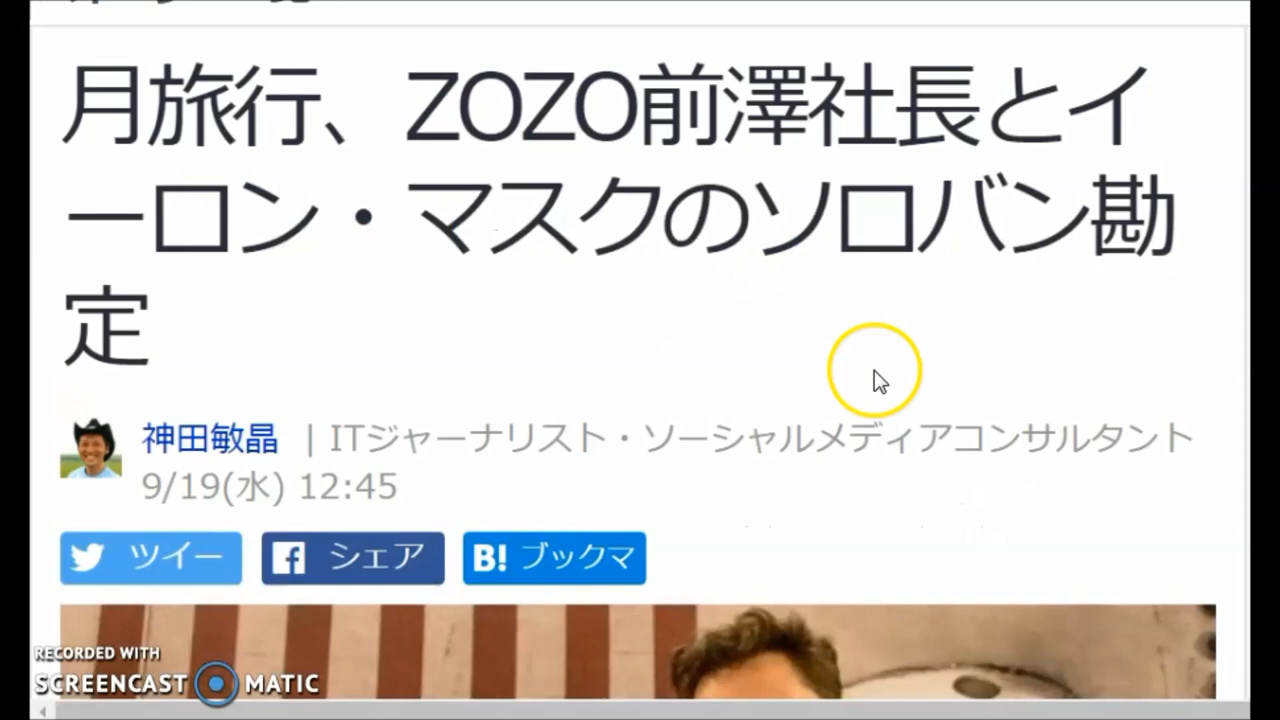 月旅行、ZOZO前澤社長とイ
ーロン・マスクのソロバン勘
定
神田敏晶 | ITジャーナリスト・ソーシャルメディアコンサルタント
9/19(水) 12:45
ツイー シェア B! ブックマ
RECORDED WITH
SCREENCAST MATIC